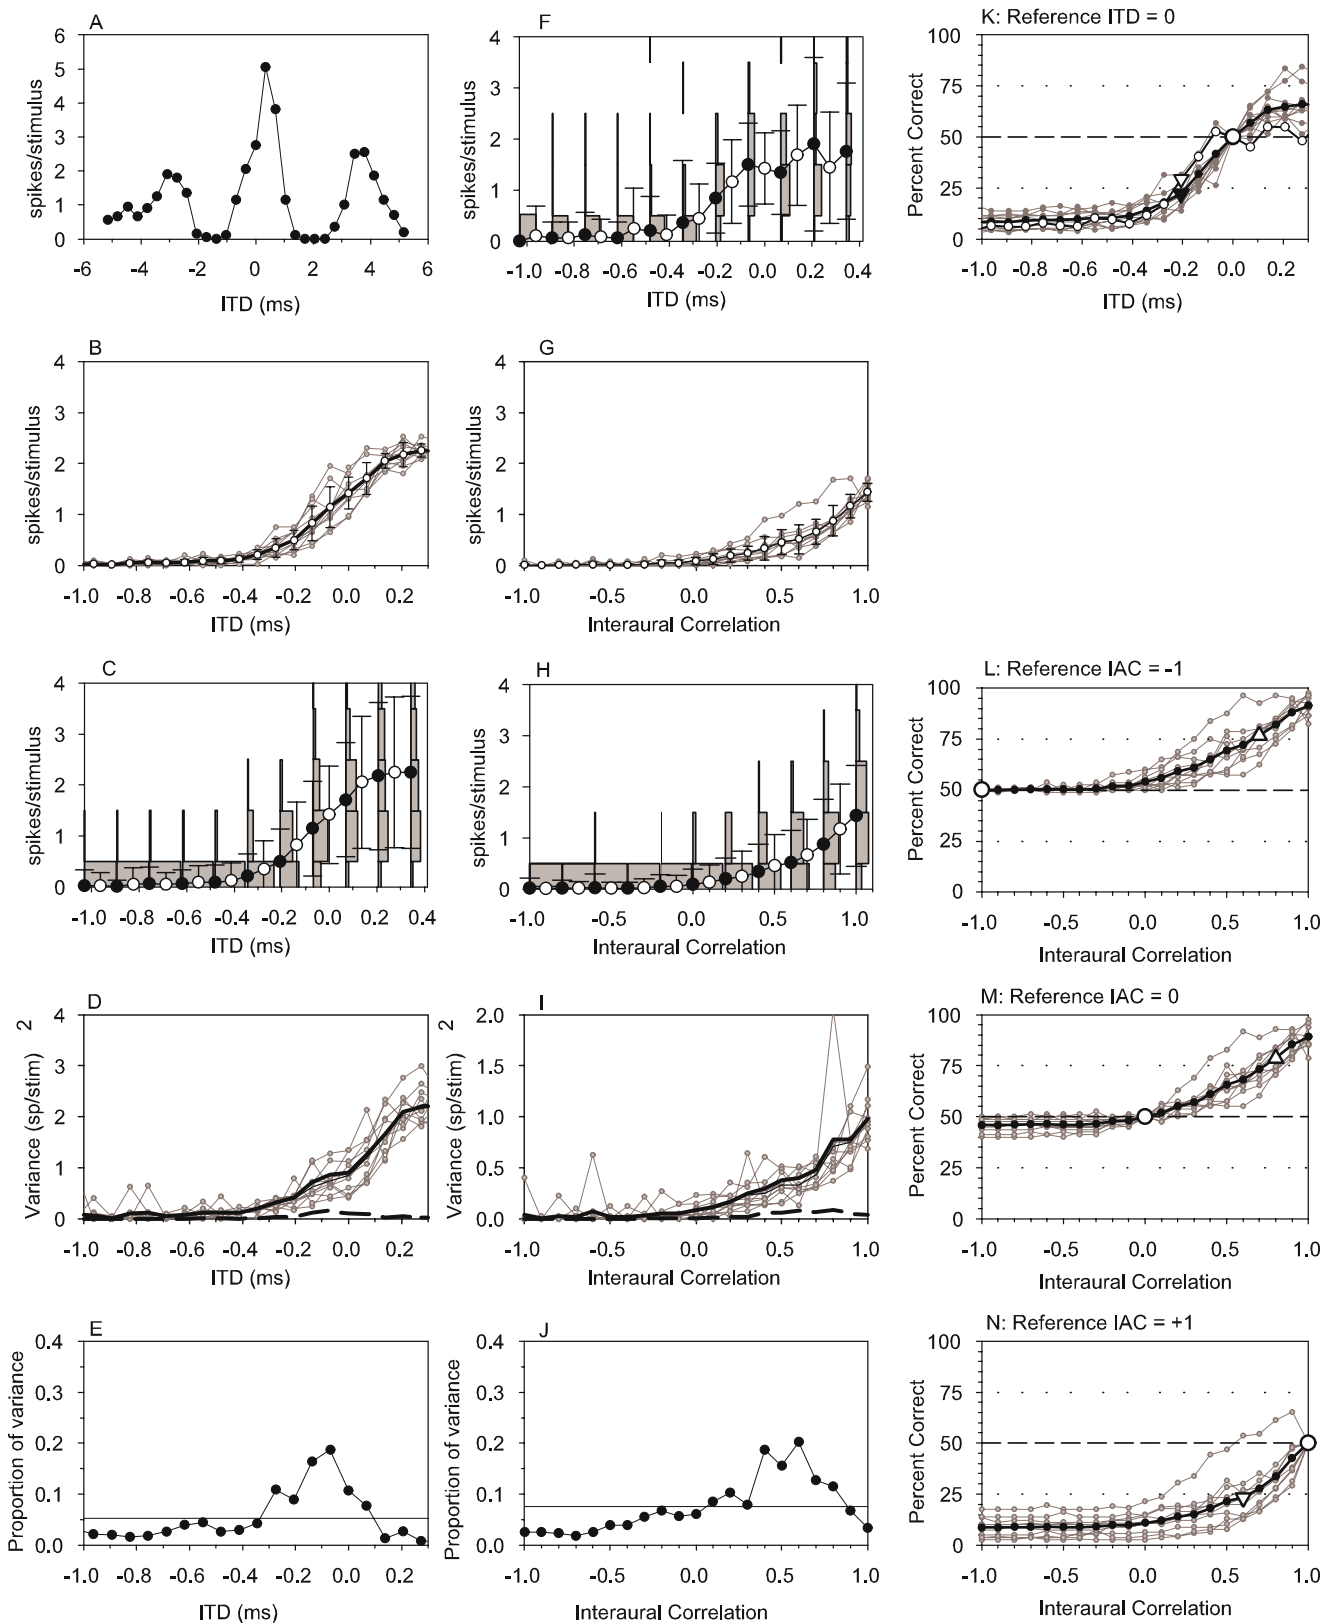 A
6
5
4
3
2
1
0
spikes/stimulus
-6 -4 -2 0 2 4 6
ITD (ms)
F
4
3
2
1
0
spikes/stimulus
-1.0 -0.8 -0.6 -0.4 -0.2 0.0 0.2 0.4
ITD (ms)
K: Reference ITD = 0
100
75
50
25
0
Percent Correct
-1.0 -0.8 -0.6 -0.4 -0.2 0.0 0.2
ITD (ms)
B
4
3
2
1
0
spikes/stimulus
-1.0 -0.8 -0.6 -0.4 -0.2 0.0 0.2
ITD (ms)
G
4
3
2
1
0
spikes/stimulus
-1.0 -0.5 0.0 0.5 1.0
Interaural Correlation
C
4
3
2
1
0
spikes/stimulus
-1.0 -0.8 -0.6 -0.4 -0.2 0.0 0.2 0.4
ITD (ms)
H
4
3
2
1
0
spikes/stimulus
-1.0 -0.5 0.0 0.5 1.0
Interaural Correlation
L: Reference IAC = -1
100
75
50
25
0
Percent Correct
-1.0 -0.5 0.0 0.5 1.0
Interaural Correlation
D
4
3
2
1
0
Variance (sp/stim) 2
-1.0 -0.8 -0.6 -0.4 -0.2 0.0 0.2
ITD (ms)
I
2.0
1.5
1.0
0.5
0.0
Variance (sp/stim) 2
-1.0 -0.5 0.0 0.5 1.0
Interaural Correlation
M: Reference IAC = 0
100
75
50
25
0
Percent Correct
-1.0 -0.5 0.0 0.5 1.0
Interaural Correlation
E
0.4
0.3
0.2
0.1
0.0
Proportion of variance
-1.0 -0.8 -0.6 -0.4 -0.2 0.0 0.2
ITD (ms)
J
0.4
0.3
0.2
0.1
0.0
Proportion of variance
-1.0 -0.5 0.0 0.5 1.0
Interaural Correlation
N: Reference IAC = +1
100
75
50
25
0
Percent Correct
-1.0 -0.5 0.0 0.5 1.0
Interaural Correlation